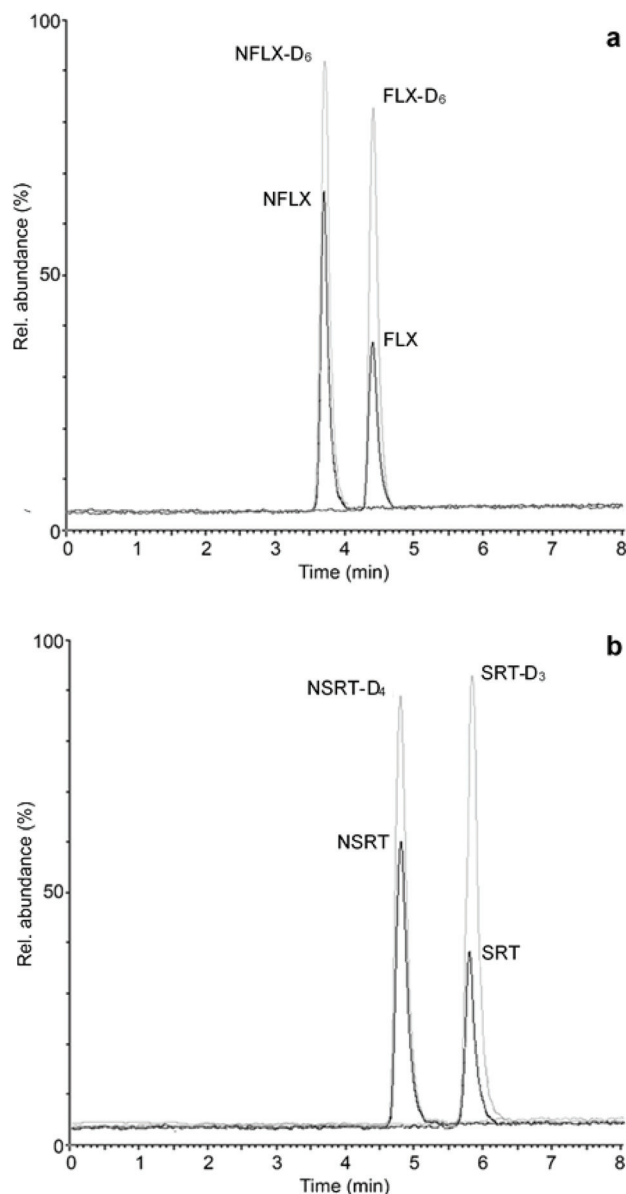 100
a
NFLX-D₆
FLX-D₆
NFLX
Rel. abundance (%)
50
FLX
0
0 1 2 3 4 5 6 7 8
Time (min)
100
b
NSRT-D₄
SRT-D₃
NSRT
Rel. abundance (%)
50
SRT
0
0 1 2 3 4 5 6 7 8
Time (min)